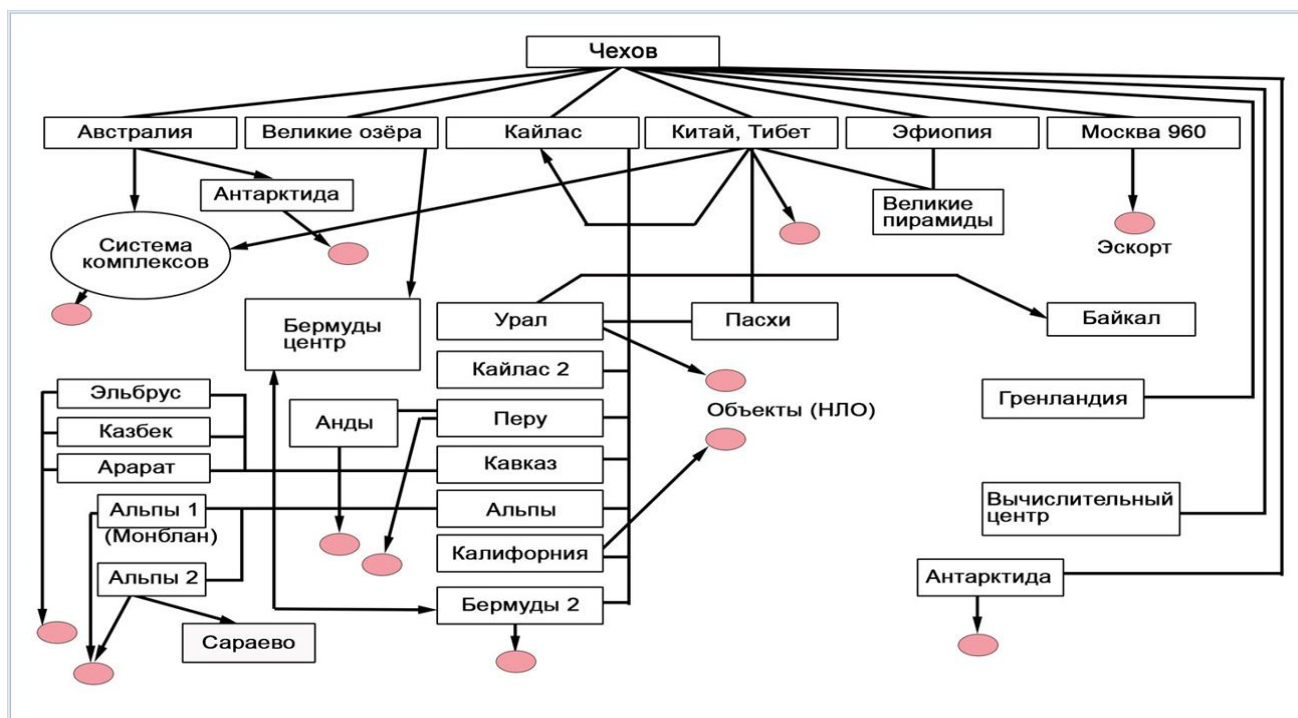 Чехов
Австралия
Великие озёра
Кайлас
Китай, Тибет
Эфиопия
Москва 960
Антарктида
Великие
пирамиды
Эскорт
Система
комплексов
Бермуды
центр
Урал
Пасхи
Байкал
Кайлас 2
Эльбрус
Гренландия
Объекты (НЛО)
Анды
Перу
Казбек
Арарат
Кавказ
Альпы 1
(Монблан)
Альпы
Вычислительный
центр
Калифорния
Альпы 2
Антарктида
Бермуды 2
Сараево